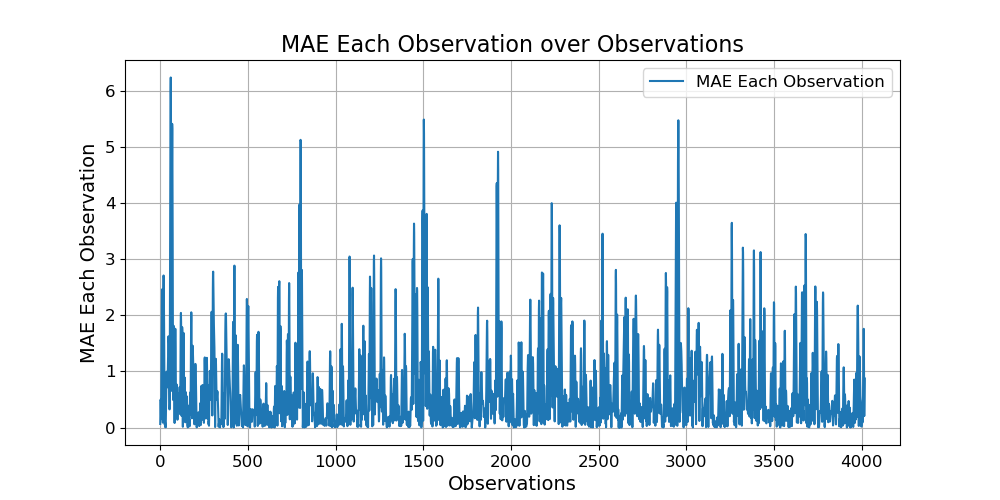 MAE Each Observation over Observations
MAE Each Observation
6
5
4
3
2
1
0
MAE Each Observation
0 500 1000 1500 2000 2500 3000 3500 4000
Observations